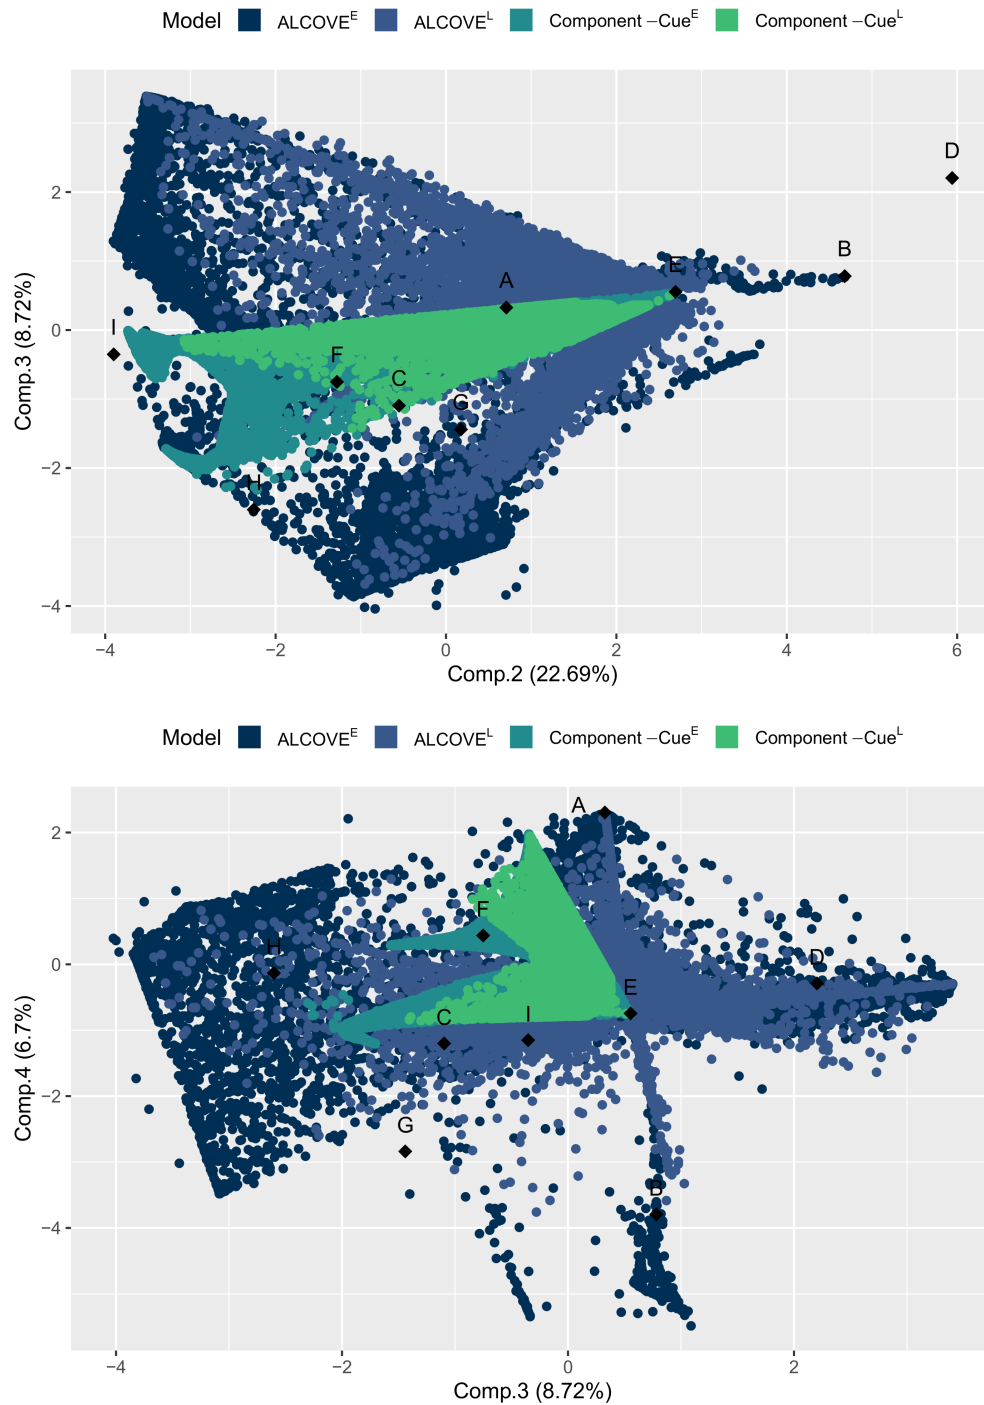 Model ALCOVE^E ALCOVE^L Component −Cue^E Component −Cue^L
D
2
B
E
A
Comp.3 (8.72%)
0
I
F
C
G
−2
H
−4
−4 −2 0 2 4 6
Comp.2 (22.69%)
Model ALCOVE^E ALCOVE^L Component −Cue^E Component −Cue^L
A
2
F
H
D
0
E
C I
Comp.4 (6.7%)
−2
G
B
−4
−4 −2 0 2
Comp.3 (8.72%)